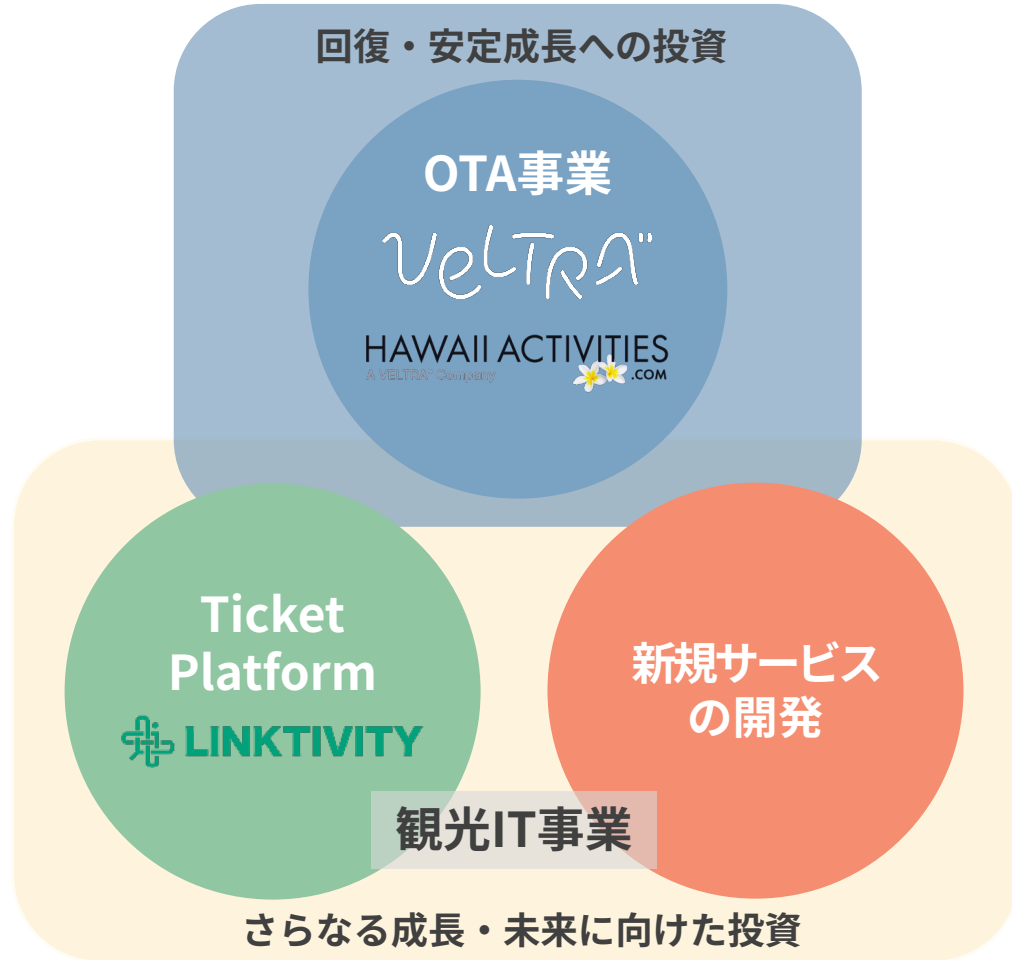 回復・安定成長への投資
OTA事業
VELTRA
HAWAII ACTIVITIES
A VELTRA Company
.COM
Ticket
Platform
LINKTIVITY
新規サービス
の開発
観光IT事業
さらなる成長・未来に向けた投資